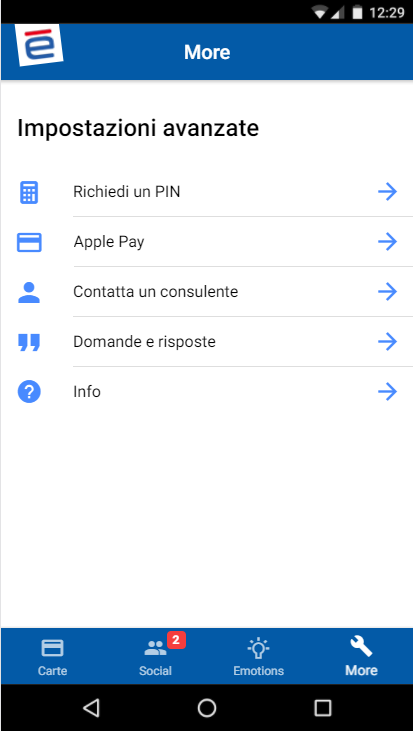 12:29
é
More
Impostazioni avanzate
Richiedi un PIN
Apple Pay
Contatta un consulente
Domande e risposte
Info
2
Carte
Social
Emotions
More